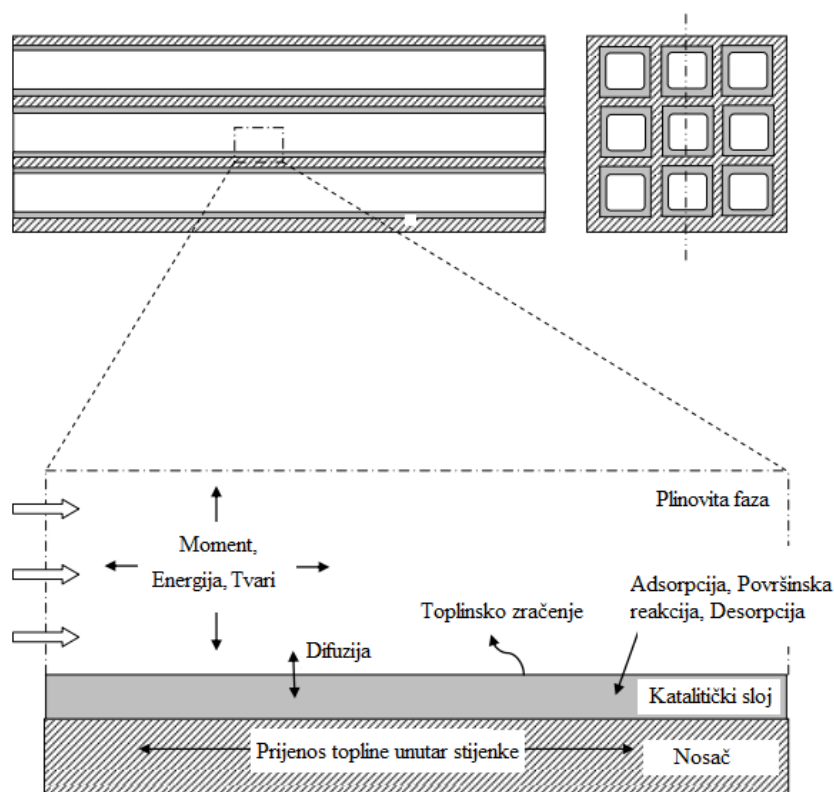 Plinovita faza
Moment,
Energija, Tvari
Adsorpcija, Površinska
reakcija, Desorpcija
Toplinsko zračenje
Difuzija
Katalitički sloj
Prijenos topline unutar stijenke
Nosač